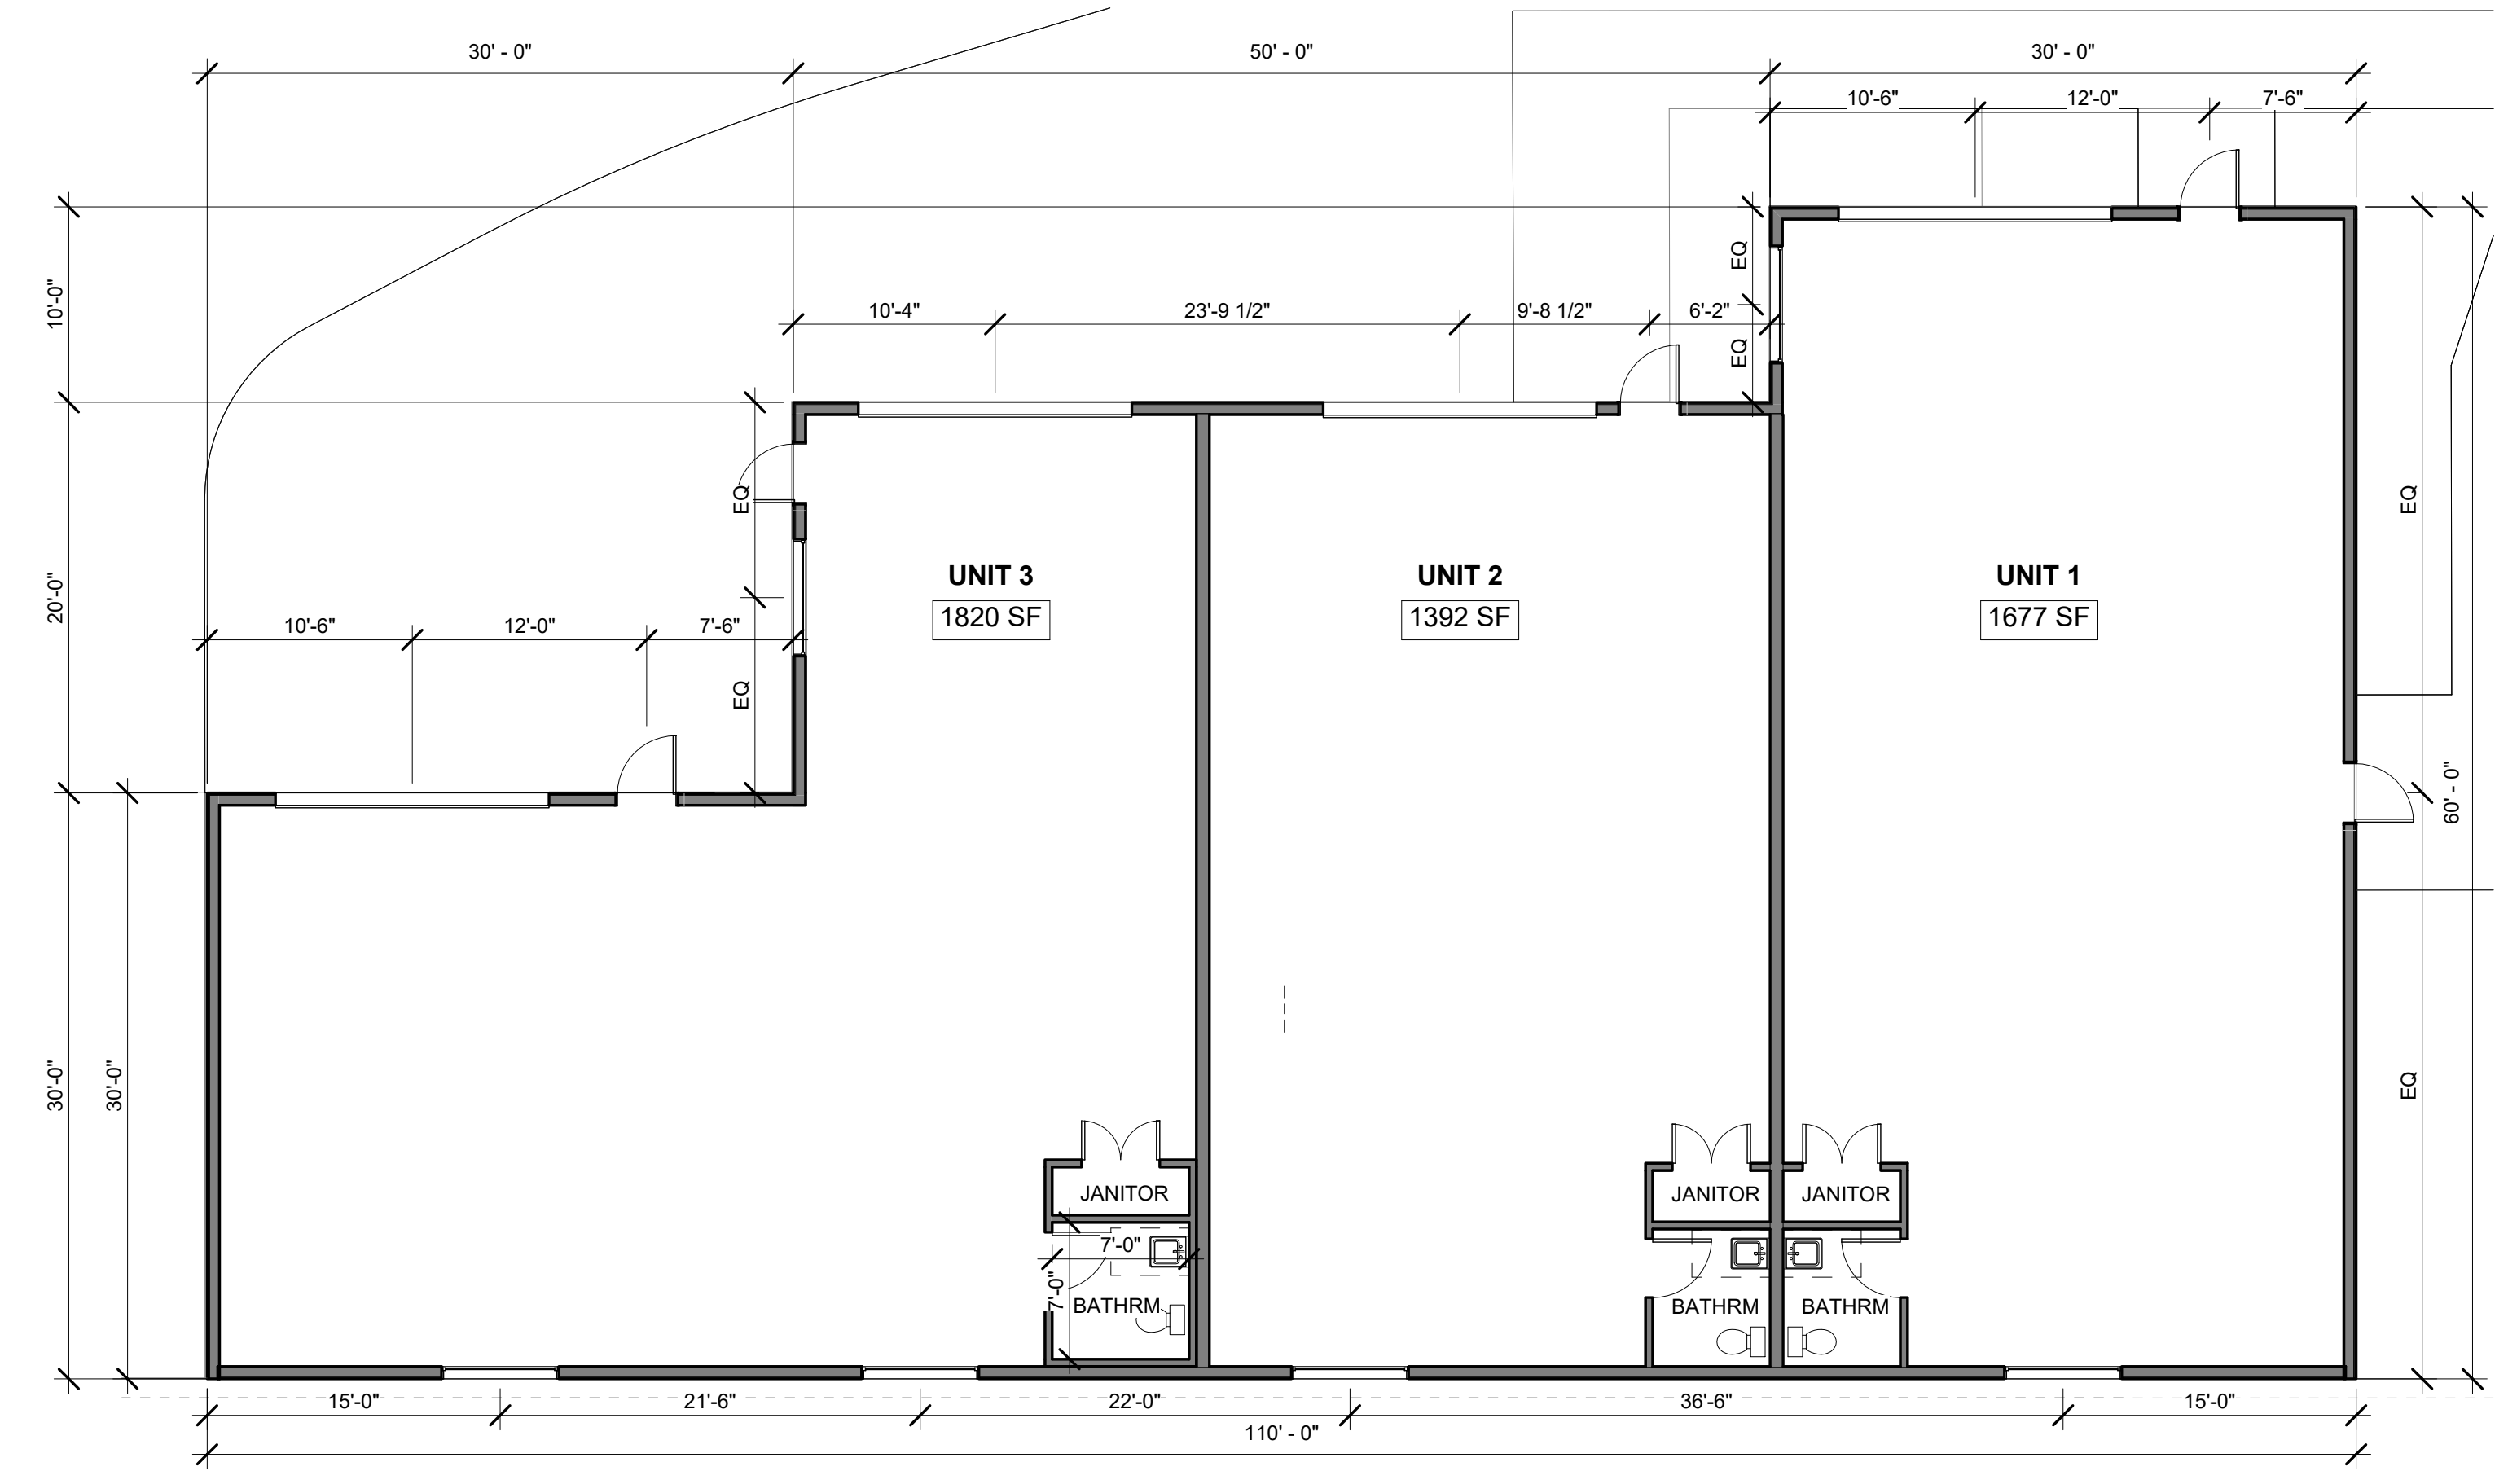 30' - 0"
50' - 0"
30' - 0"
10'-6"
12'-0"
7'-6"
EQ
10'-0"
10'-4"
23'-9 1/2"
9'-8 1/2"
6'-2"
EQ
EQ
EQ
UNIT 3
UNIT 2
UNIT 1
20'-0"
1820 SF
1392 SF
1677 SF
10'-6"
12'-0"
7'-6"
EQ
60' - 0"
30'-0"
30'-0"
EQ
JANITOR
JANITOR
JANITOR
7'-0"
7'-0"
BATHRM
BATHRM
BATHRM
15'-0"
21'-6"
22'-0"
36'-6"
15'-0"
110' - 0"